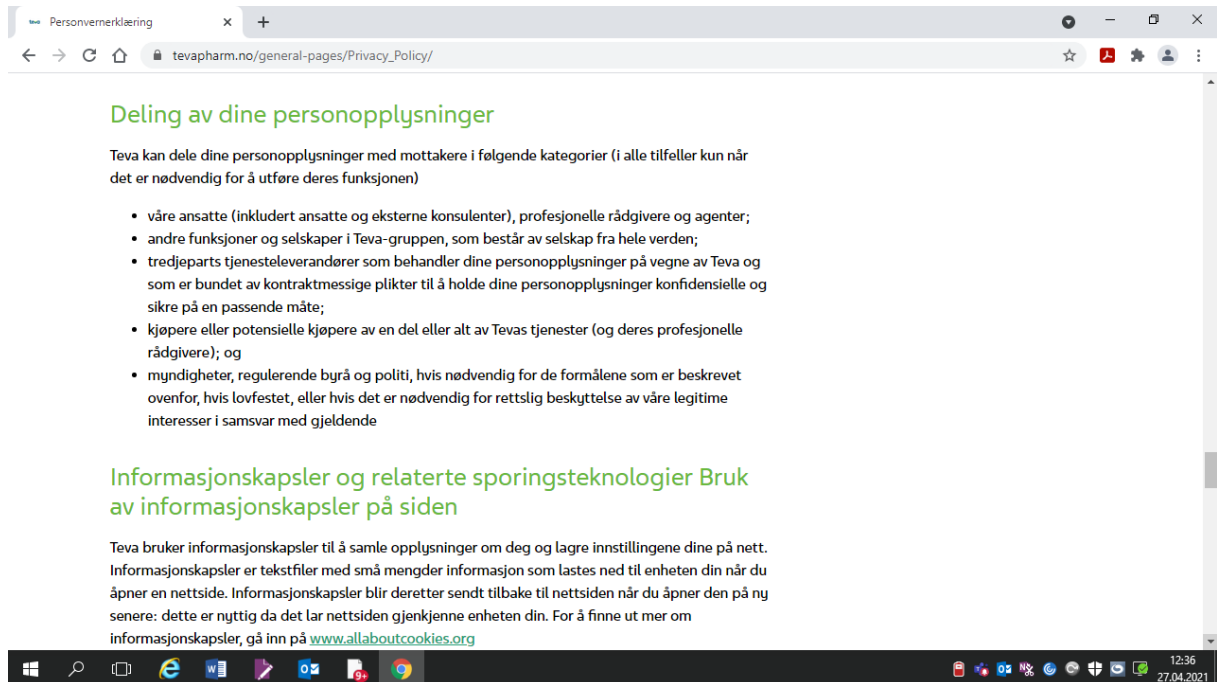 Personvernerklæring
tevapharm.no/general-pages/Privacy_Policy/
Deling av dine personopplysninger
Teva kan dele dine personopplysninger med mottakere i følgende kategorier (i alle tilfeller kun når
det er nødvendig for å utføre deres funksjonen)
• våre ansatte (inkludert ansatte og eksterne konsulenter), profesjonelle rådgivere og agenter;
• andre funksjoner og selskaper i Teva-gruppen, som består av selskap fra hele verden;
• tredjeparts tjenesteleverandører som behandler dine personopplysninger på vegne av Teva og
som er bundet av kontraktmessige plikter til å holde dine personopplysninger konfidensielle og
sikre på en passende måte;
• kjøpere eller potensielle kjøpere av en del eller alt av Tevas tjenester (og deres profesjonelle
rådgivere); og
• myndigheter, regulerende byrå og politi, hvis nødvendig for de formålene som er beskrevet
ovenfor, hvis lovfestet, eller hvis det er nødvendig for rettslig beskyttelse av våre legitime
interesser i samsvar med gjeldende
Informasjonskapsler og relaterte sporingsteknologier Bruk
av informasjonskapsler på siden
Teva bruker informasjonskapsler til å samle opplysninger om deg og lagre innstillingene dine på nett.
Informasjonskapsler er tekstfiler med små mengder informasjon som lastes ned til enheten din når du
åpner en nettside. Informasjonskapsler blir deretter sendt tilbake til nettsiden når du åpner den på ny
senere: dette er nyttig da det lar nettsiden gjenkjenne enheten din. For å finne ut mer om
informasjonskapsler, gå inn på www.allaboutcookies.org
9+
12:36
27.04.2021